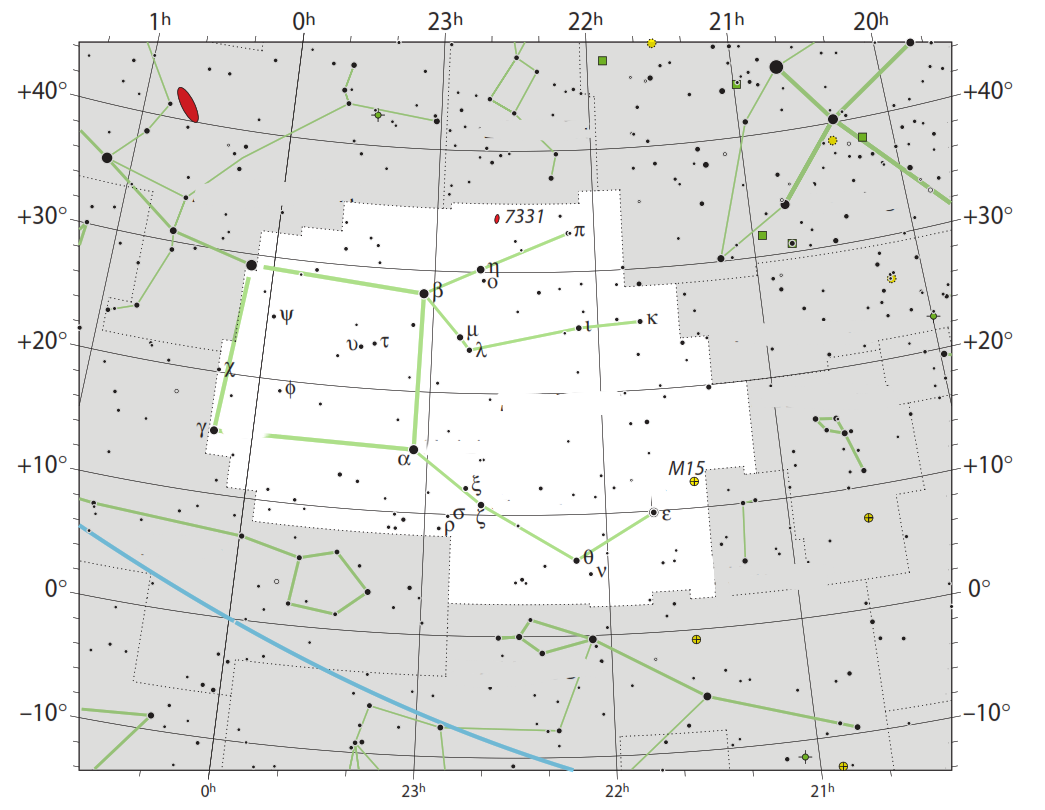 1h 0h 23h 22h 21h 20h
+40° +40°
+30° 7331 +30°
π
η
ο
β
ψ κ
ι
μ
+20° υ τ λ +20°
χ
ϕ
γ
α
+10° M15 +10°
ξ
σ ε
ρ ζ
θ
0° ν 0°
−10° −10°
0h 23h 22h 21h